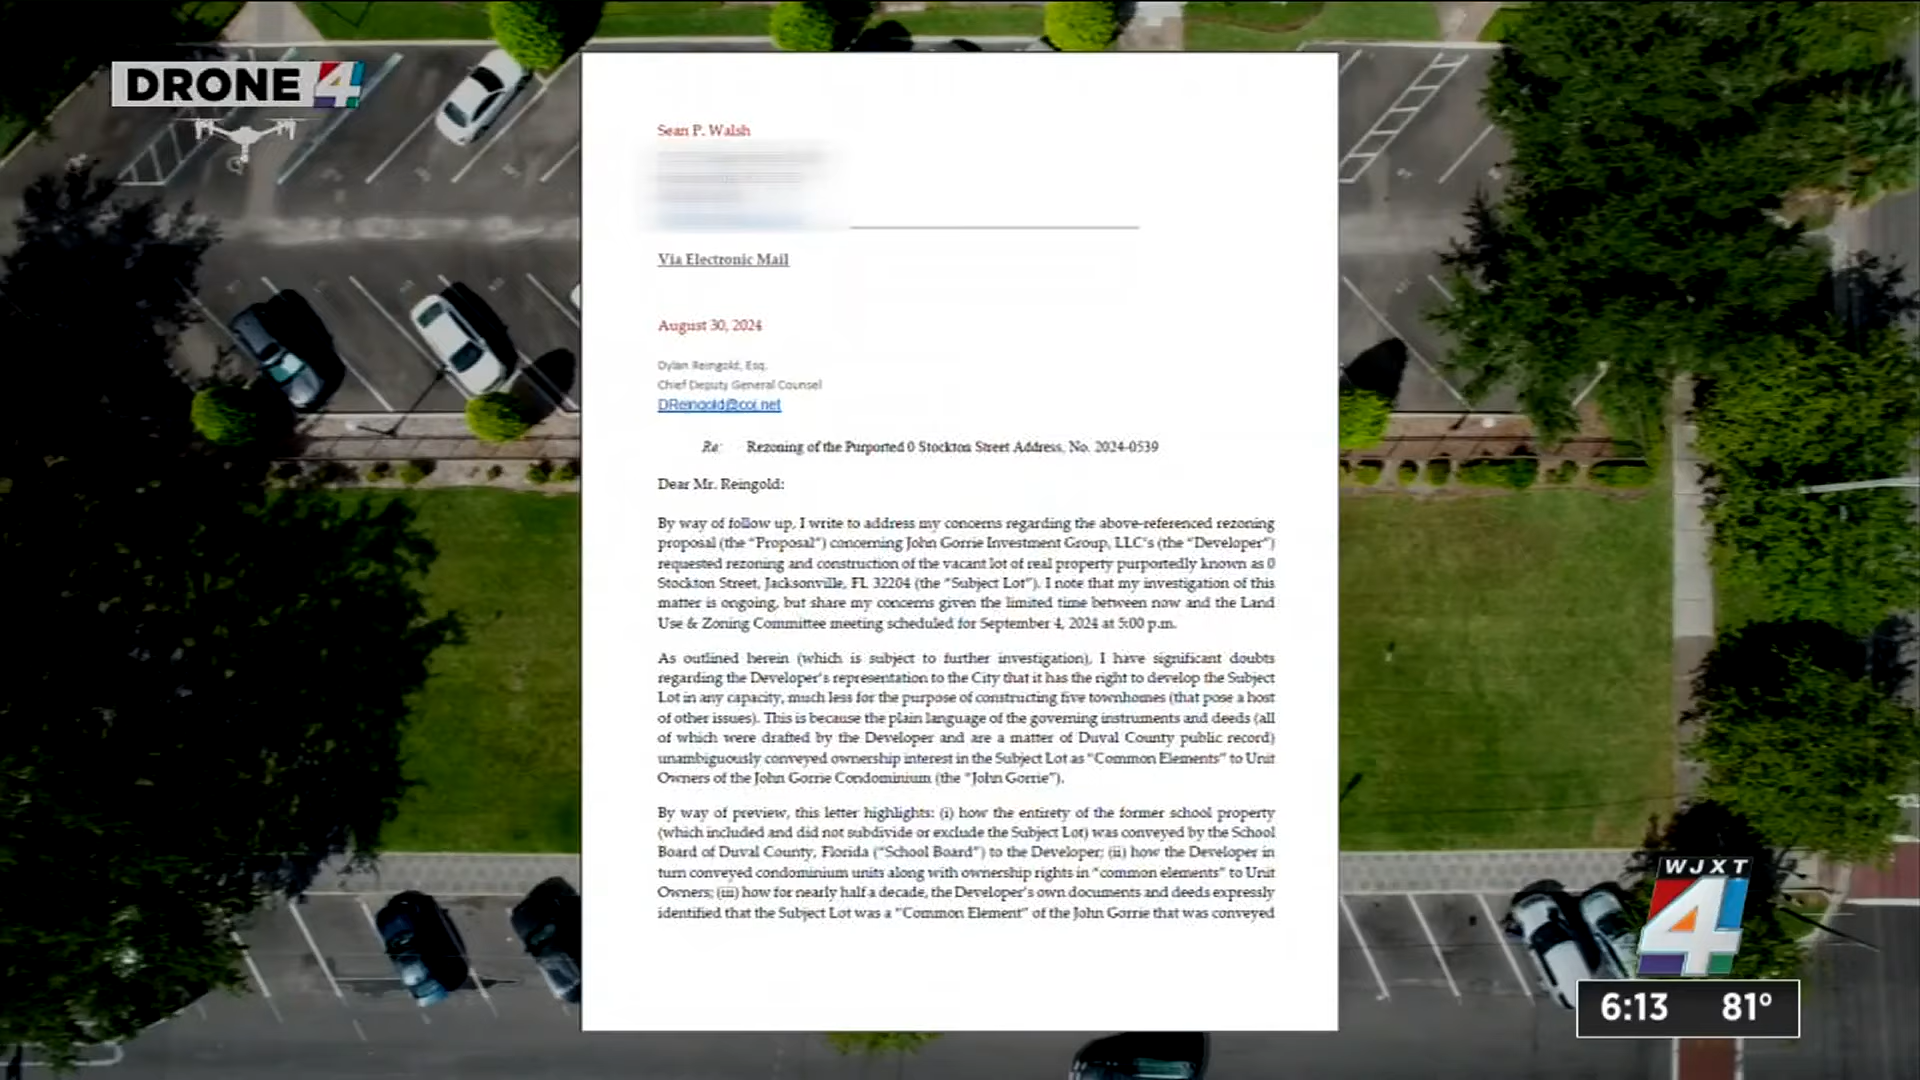 DRONE 4
Sean P. Walsh
Via Electronic Mail
August 30, 2024
Dylan Reingold, Esq.
Chief Deputy General Counsel
DReingold@coj.net
Re: Rezoning of the Purported 0 Stockton Street Address, No. 2024-0539
Dear Mr. Reingold:
By way of follow up, I write to address my concerns regarding the above-referenced rezoning
proposal (the “Proposal”) concerning John Gorrie Investment Group, LLC’s (the “Developer”)
requested rezoning and construction of the vacant lot of real property purportedly known as 0
Stockton Street, Jacksonville, FL 32204 (the “Subject Lot”). I note that my investigation of this
matter is ongoing, but share my concerns given the limited time between now and the Land
Use & Zoning Committee meeting scheduled for September 4, 2024 at 5:00 p.m.
As outlined herein (which is subject to further investigation), I have significant doubts
regarding the Developer’s representation to the City that it has the right to develop the Subject
Lot in any capacity, much less for the purpose of constructing five townhomes (that pose a host
of other issues). This is because the plain language of the governing instruments and deeds (all
of which were drafted by the Developer and are a matter of Duval County public record)
unambiguously conveyed ownership interest in the Subject Lot as “Common Elements” to Unit
Owners of the John Gorrie Condominium (the “John Gorrie”).
By way of preview, this letter highlights: (i) how the entirety of the former school property
(which included and did not subdivide or exclude the Subject Lot) was conveyed by the School
Board of Duval County, Florida (“School Board”) to the Developer; (ii) how the Developer in
turn conveyed condominium units along with ownership rights in “common elements” to Unit
Owners; (iii) how for nearly half a decade, the Developer’s own documents and deeds expressly
identified that the Subject Lot was a “Common Element” of the John Gorrie that was conveyed
WJXT
4
6:13 81°